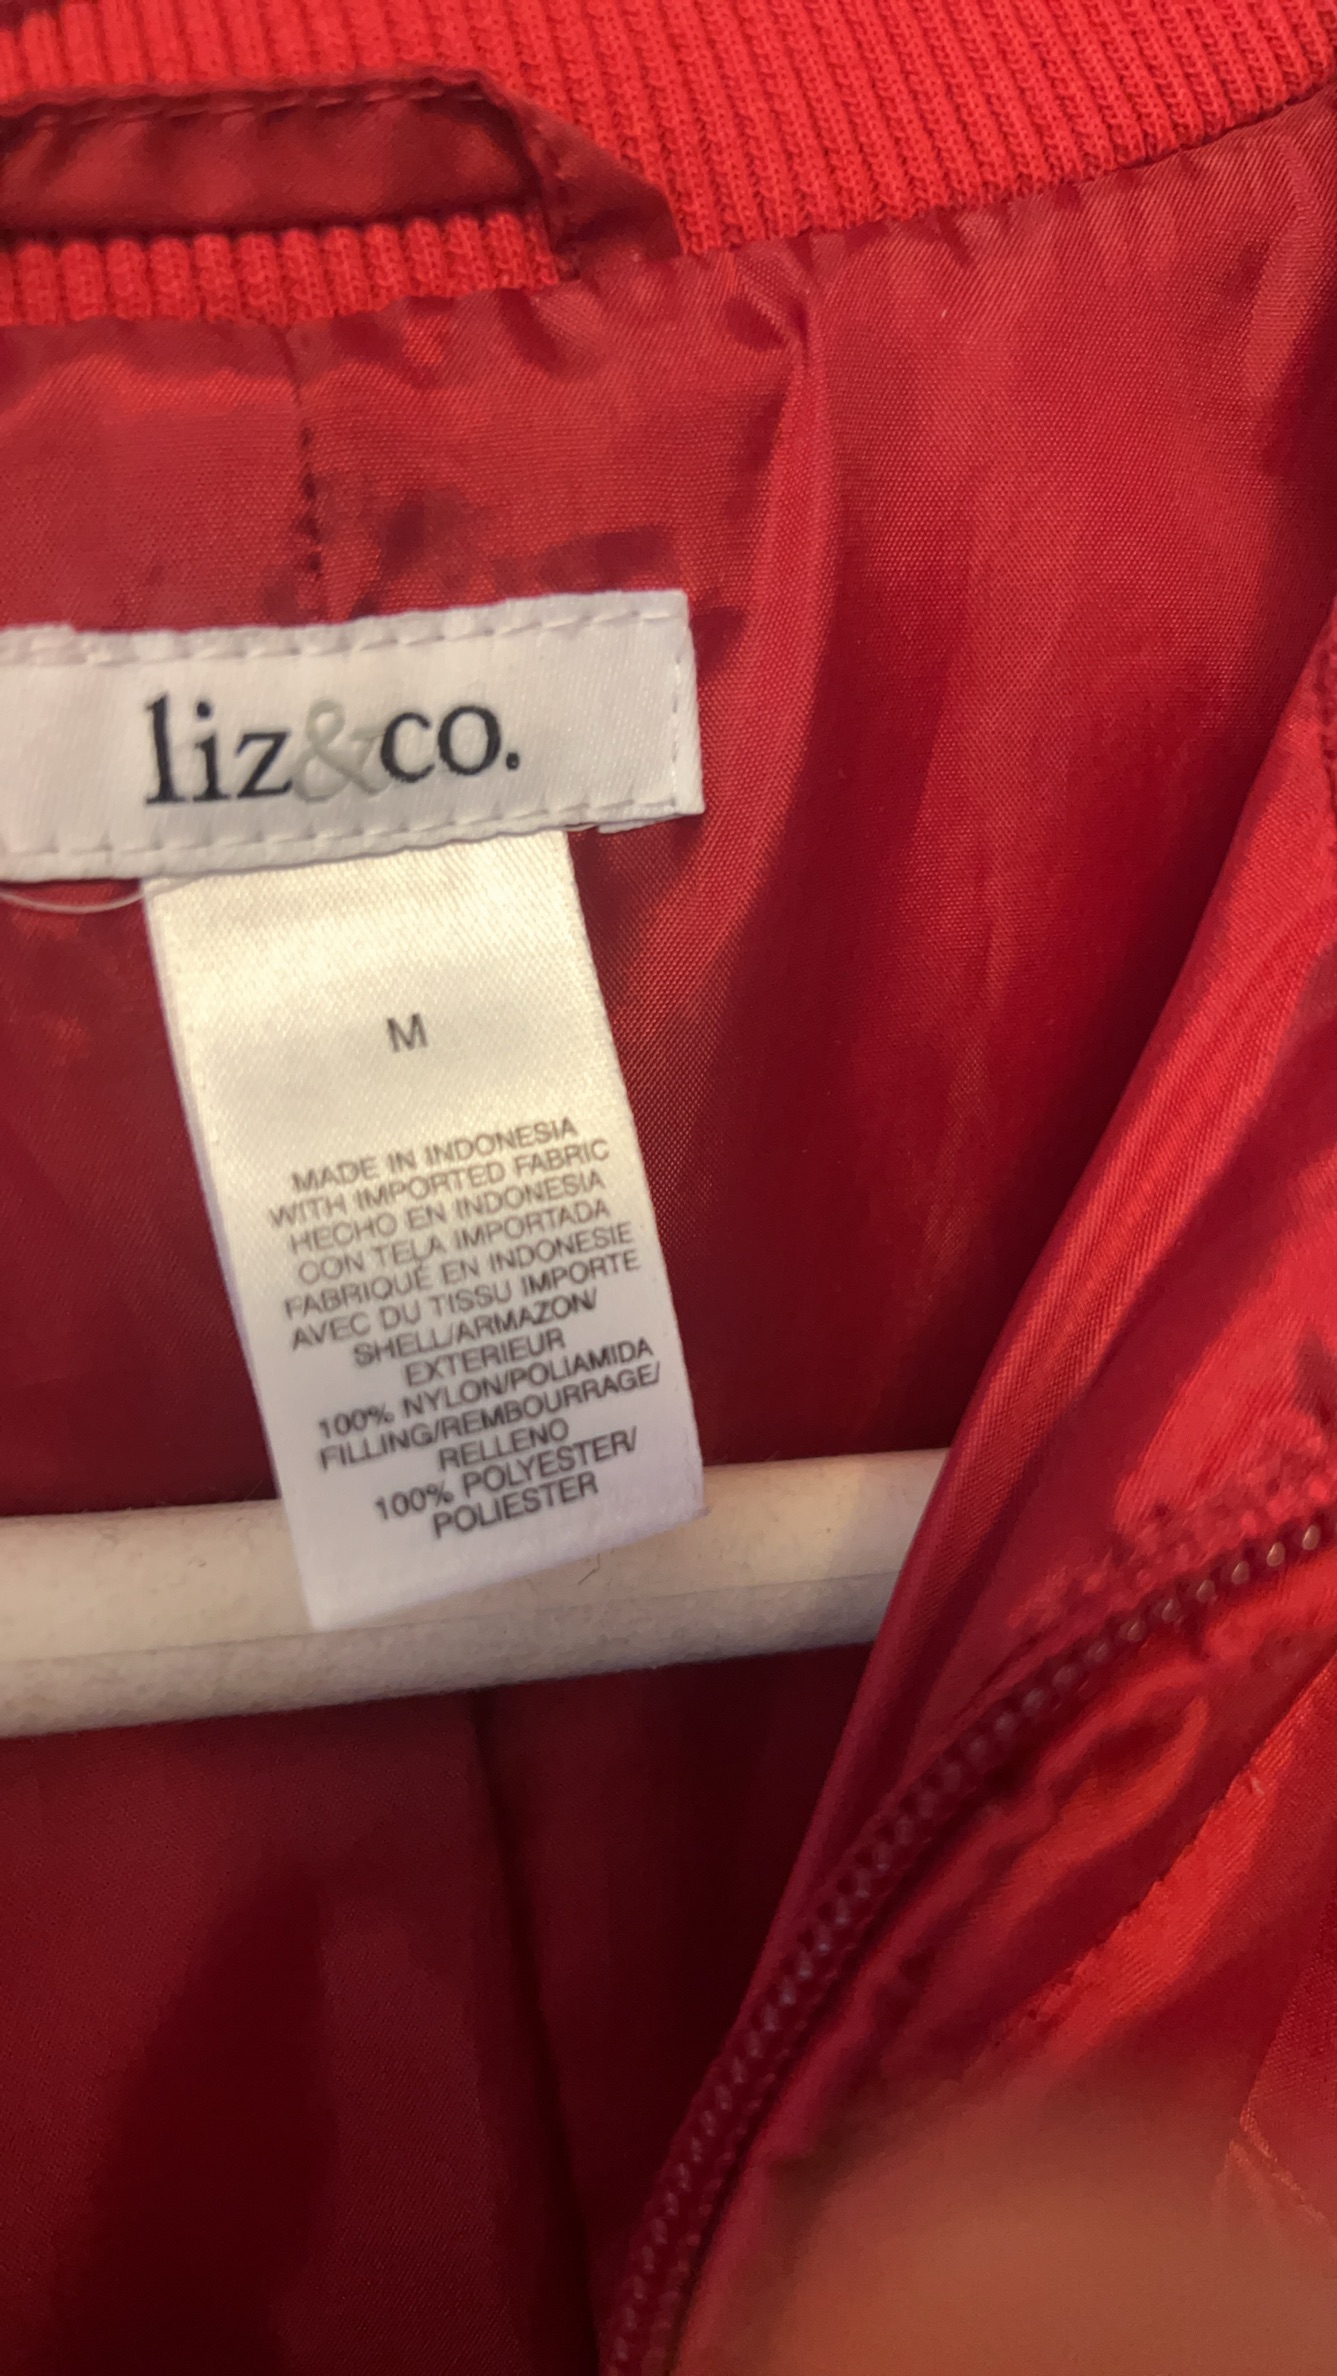 liz&co.
M
MADE IN INDONESIA
WITH IMPORTED FABRIC
HECHO EN INDONESIA
CON TELA IMPORTADA
FABRIQUÉ EN INDONESIE
AVEC DU TISSU IMPORTE
SHELL/ARMAZON/
EXTERIEUR
100% NYLON/POLIAMIDA
FILLING/REMBOURRAGE/
RELLENO
100% POLYESTER/
POLIESTER